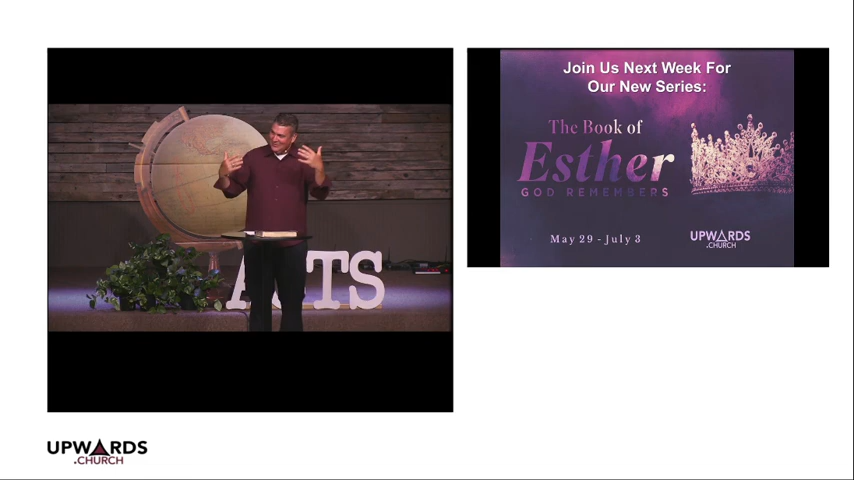 ACTS
Join Us Next Week For
Our New Series:
The Book of
Esther
GOD REMEMBERS
May 29 - July 3
UPWARDS
.CHURCH
UPWARDS
.CHURCH